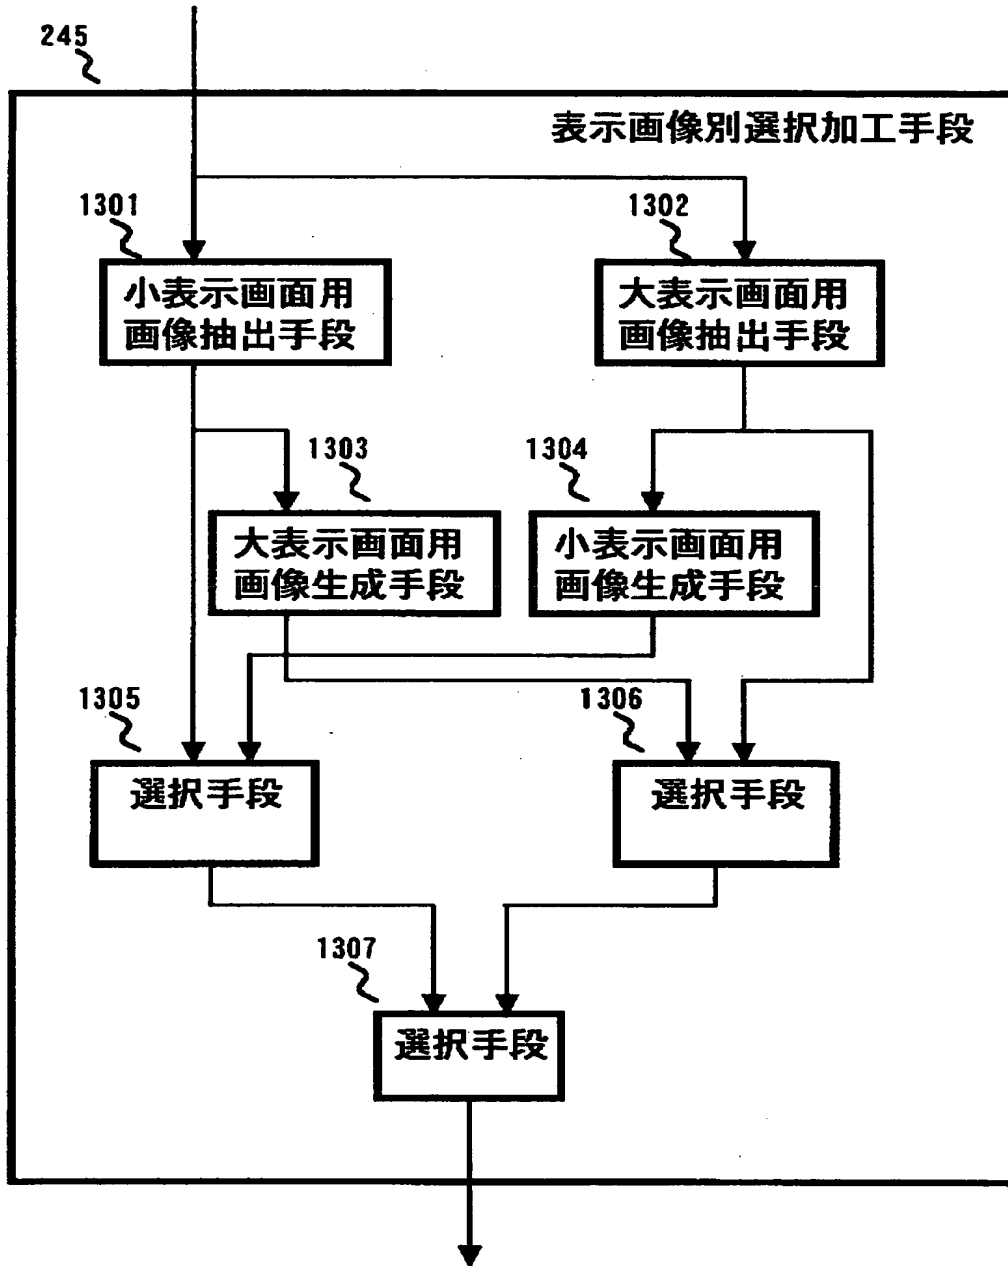 245
表示画像別選択加工手段
1301
1302
小表示画面用
画像抽出手段
大表示画面用
画像抽出手段
1303
1304
大表示画面用
画像生成手段
小表示画面用
画像生成手段
1305
1306
選択手段
選択手段
1307
選択手段